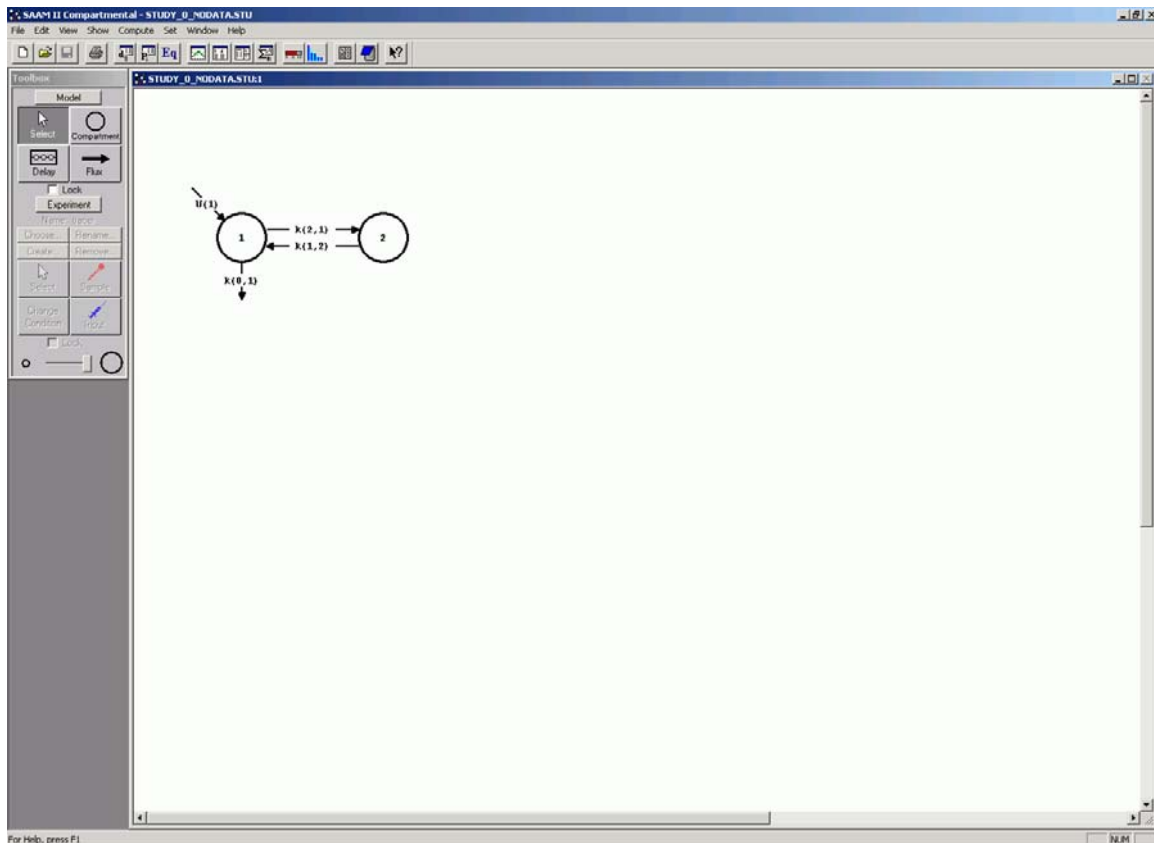 SAAM II Compartmental - STUDY_0_NODATA.STU
File Edit View Show Compute Set Window Help
Eq
Toolbox
STUDY_0_NODATA.STU:1
Model
Select Compartment
Delay Flux
Lock
Experiment
Name:
Choose... Rename...
Create... Remove...
Select Sample
Change Condition Input
Lock
U(1)
1
k(2,1)
k(1,2)
2
k(0,1)
For Help, press F1
NUM